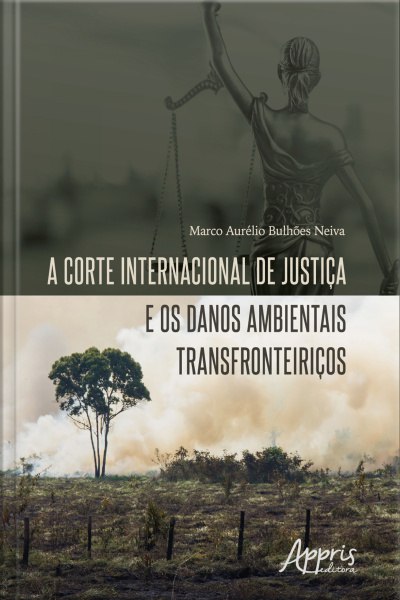 Marco Aurélio Bulhões Neiva
A CORTE INTERNACIONAL DE JUSTIÇA
E OS DANOS AMBIENTAIS
TRANSFRONTEIRIÇOS
Appris
editora